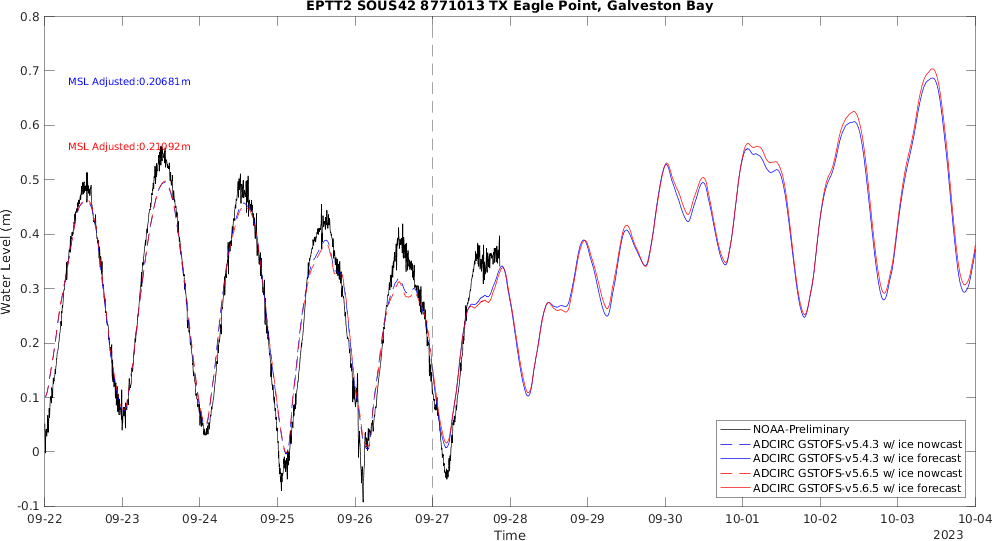 EPTT2 SOUS42 8771013 TX Eagle Point, Galveston Bay
0.8
0.7
0.6
0.5
0.4
0.3
0.2
0.1
0
-0.1
Water Level (m)
MSL Adjusted:0.20681m
MSL Adjusted:0.21092m
NOAA-Preliminary
ADCIRC GSTOFS-v5.4.3 w/ ice nowcast
ADCIRC GSTOFS-v5.4.3 w/ ice forecast
ADCIRC GSTOFS-v5.6.5 w/ ice nowcast
ADCIRC GSTOFS-v5.6.5 w/ ice forecast
09-22 09-23 09-24 09-25 09-26 09-27 09-28 09-29 09-30 10-01 10-02 10-03 10-04
Time
2023